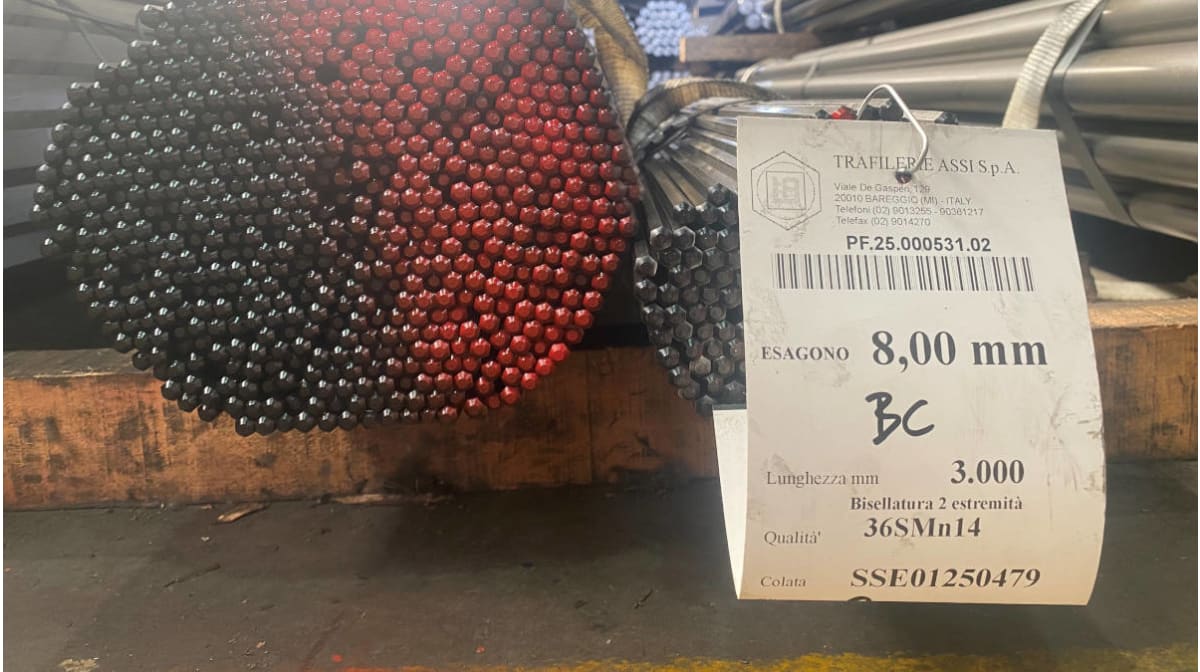 TRAFILERIE ASSI S.p.A.
Viale De Gasperi, 129
20010 BAREGGIO (MI) - ITALY
Telefoni (02) 9013255 - 90361217
Telefax (02) 9014270
PF.25.000531.02
ESAGONO 8,00 mm
BC
Lunghezza mm 3.000
Bisellatura 2 estremità
Qualità' 36SMn14
Colata SSE01250479